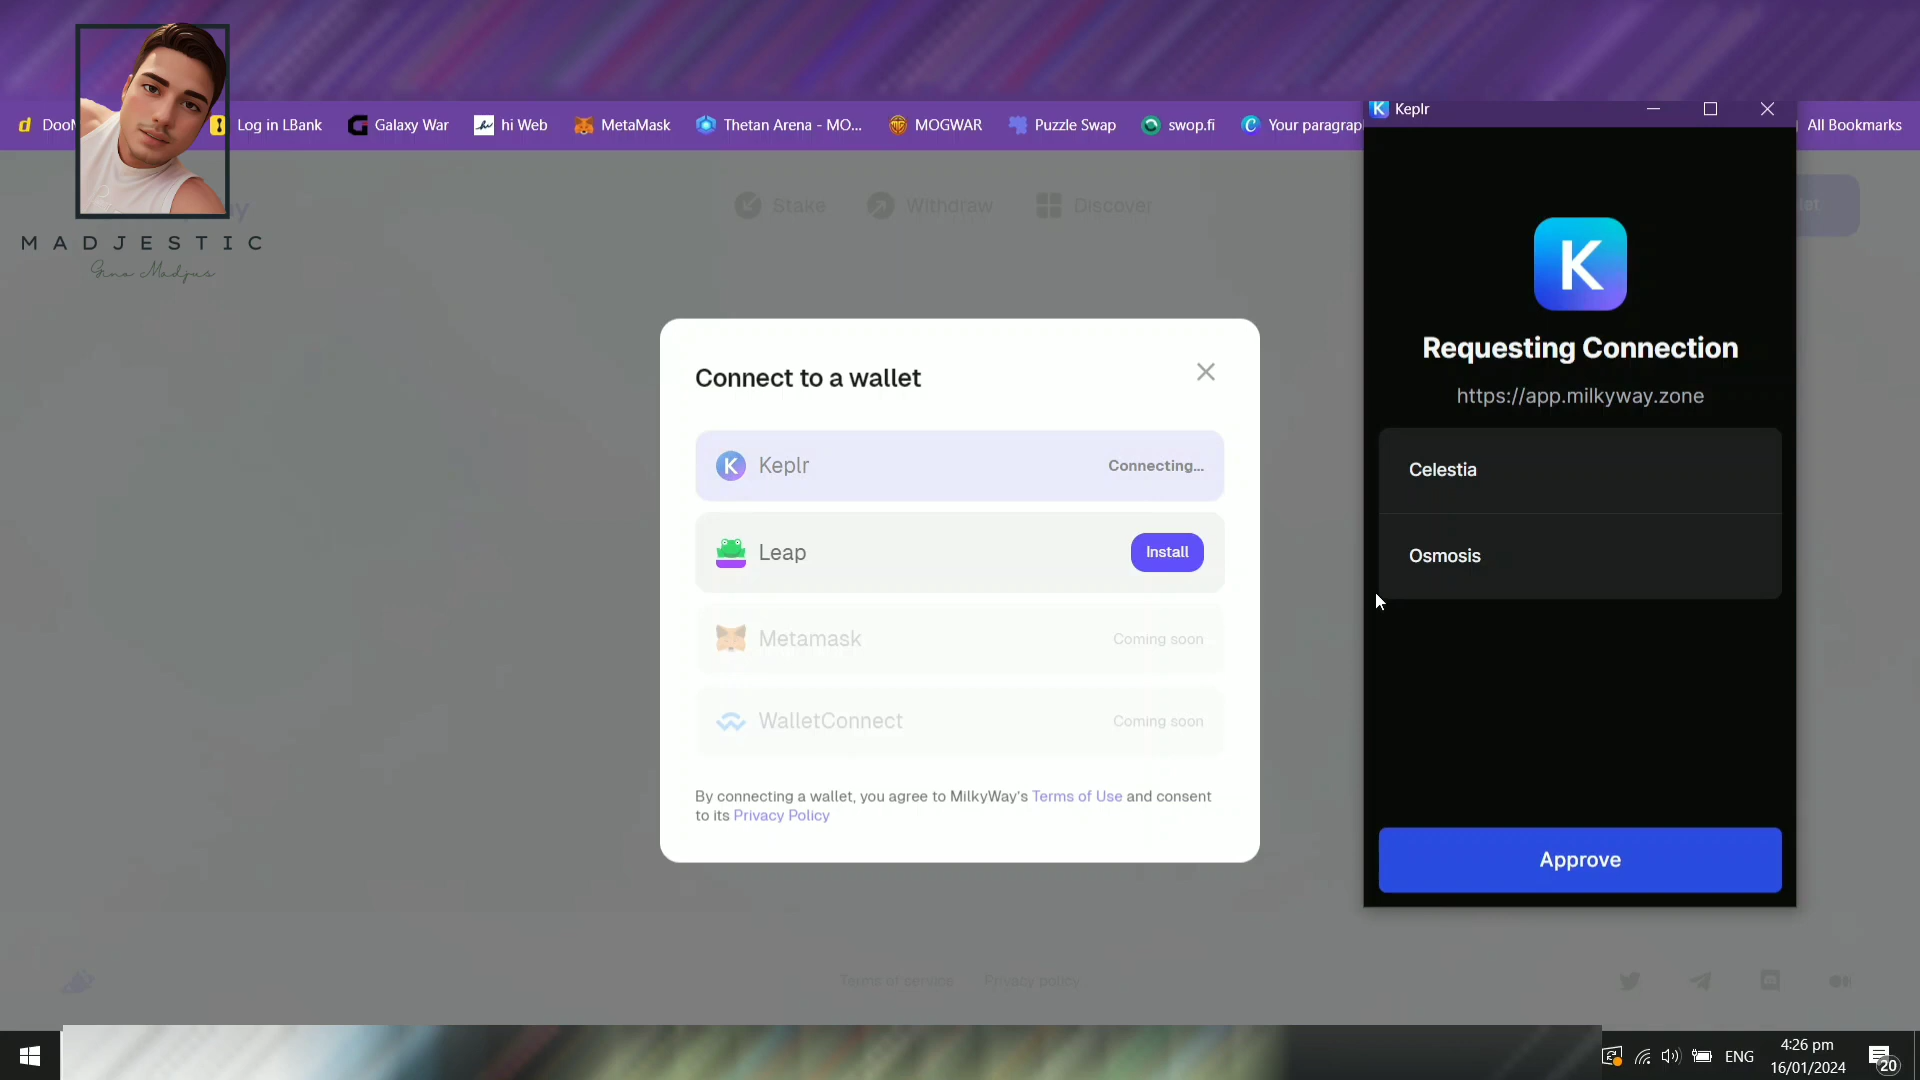 Log in LBank
Galaxy War
hi Web
MetaMask
Thetan Arena - MO...
MOGWAR
Puzzle Swap
swop.fi
Your paragrap
All Bookmarks
Keplr
MADJESTIC
Gino Madjus
Stake
Withdraw
Discover
Connect to a wallet
Keplr
Connecting...
Leap
Install
Metamask
Coming soon
WalletConnect
Coming soon
By connecting a wallet, you agree to MilkyWay's Terms of Use and consent
to its Privacy Policy
Requesting Connection
https://app.milkyway.zone
Celestia
Osmosis
Approve
Terms of service
Privacy policy
ENG
4:26 pm
16/01/2024
20